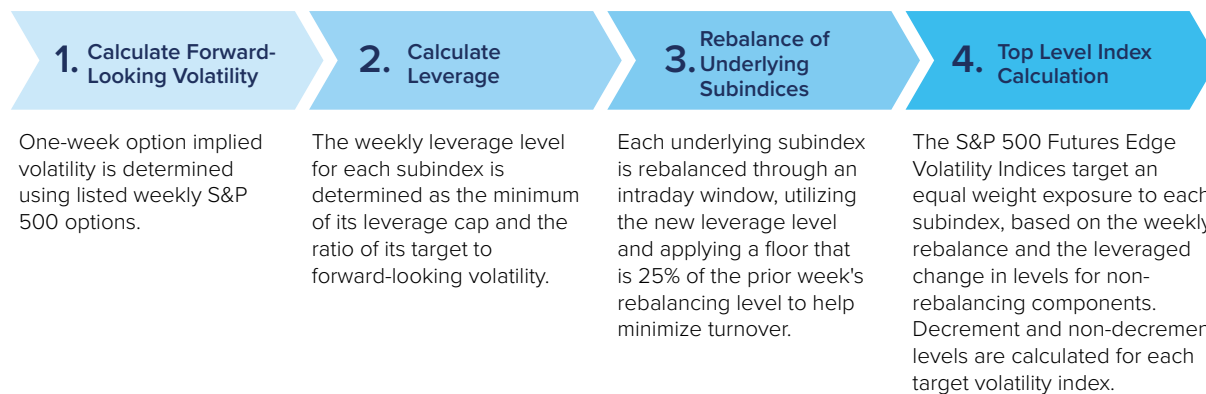 1. Calculate Forward-
Looking Volatility
One-week option implied
volatility is determined
using listed weekly S&P
500 options.
2. Calculate
Leverage
The weekly leverage level
for each subindex is
determined as the minimum
of its leverage cap and the
ratio of its target to
forward-looking volatility.
3. Rebalance of
Underlying
Subindices
Each underlying subindex
is rebalanced through an
intraday window, utilizing
the new leverage level
and applying a floor that
is 25% of the prior week's
rebalancing level to help
minimize turnover.
4. Top Level Index
Calculation
The S&P 500 Futures Edge
Volatility Indices target an
equal weight exposure to each
subindex, based on the weekly
rebalance and the leveraged
change in levels for non-
rebalancing components.
Decrement and non-decremen
levels are calculated for each
target volatility index.